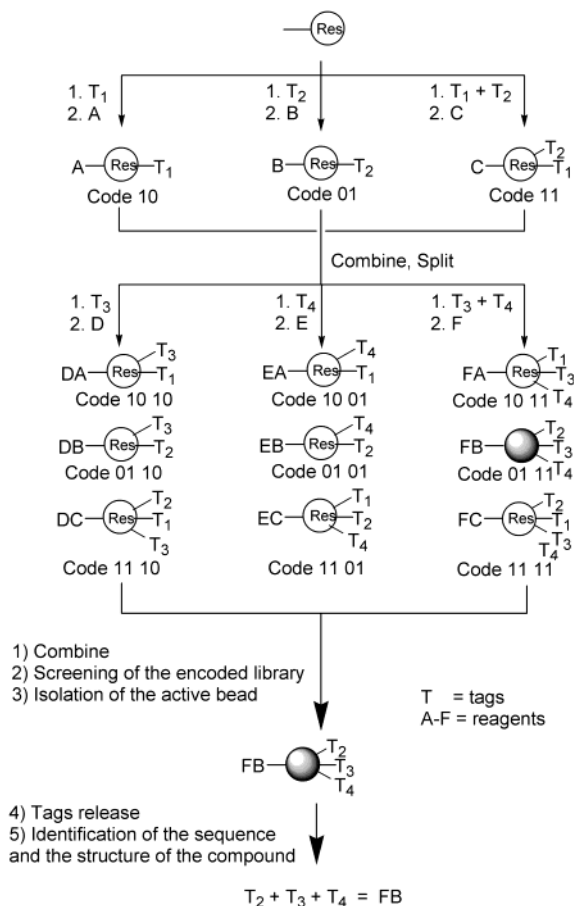 Res
1. T₁
2. A
1. T₂
2. B
1. T₁ + T₂
2. C
A Res T₁
Code 10
B Res T₂
Code 01
C Res T₂ T₁
Code 11
Combine, Split
1. T₃
2. D
1. T₄
2. E
1. T₃ + T₄
2. F
DA Res T₃ T₁
Code 10 10
EA Res T₄ T₁
Code 10 01
FA Res T₁ T₃ T₄
Code 10 11
DB Res T₃ T₂
Code 01 10
EB Res T₄ T₂
Code 01 01
FB T₂ T₃ T₄
Code 01 11
DC Res T₂ T₁ T₃
Code 11 10
EC Res T₁ T₂ T₄
Code 11 01
FC Res T₂ T₁ T₃ T₄
Code 11 11
1) Combine
2) Screening of the encoded library
3) Isolation of the active bead
T = tags
A-F = reagents
FB T₂ T₃ T₄
4) Tags release
5) Identification of the sequence
and the structure of the compound
T₂ + T₃ + T₄ = FB